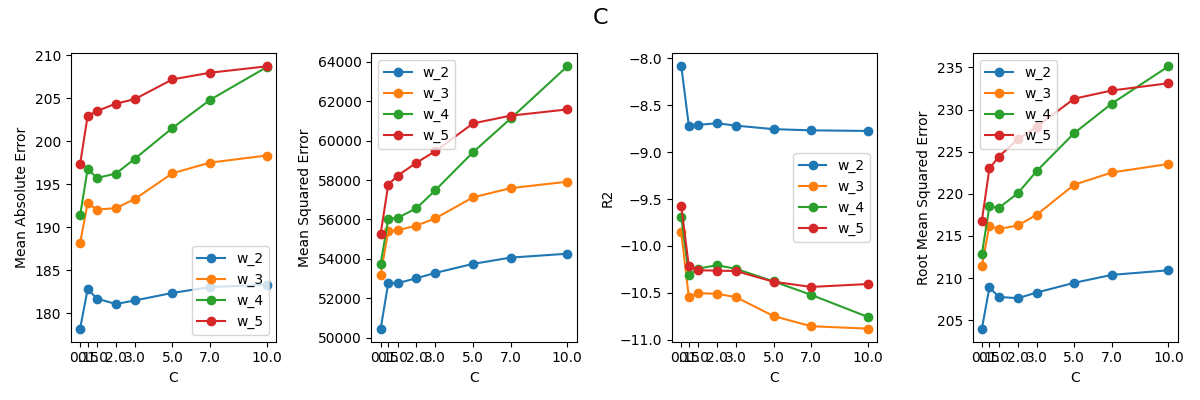 C
Mean Absolute Error
210
205
200
195
190
185
180
w_2
w_3
w_4
w_5
2.0
3.0
5.0
7.0
10.0
C
Mean Squared Error
64000
62000
60000
58000
56000
54000
52000
50000
w_2
w_3
w_4
w_5
2.0
3.0
5.0
7.0
10.0
C
R2
−8.0
−8.5
−9.0
−9.5
−10.0
−10.5
−11.0
w_2
w_3
w_4
w_5
2.0
3.0
5.0
7.0
10.0
C
Root Mean Squared Error
235
230
225
220
215
210
205
w_2
w_3
w_4
w_5
2.0
3.0
5.0
7.0
10.0
C